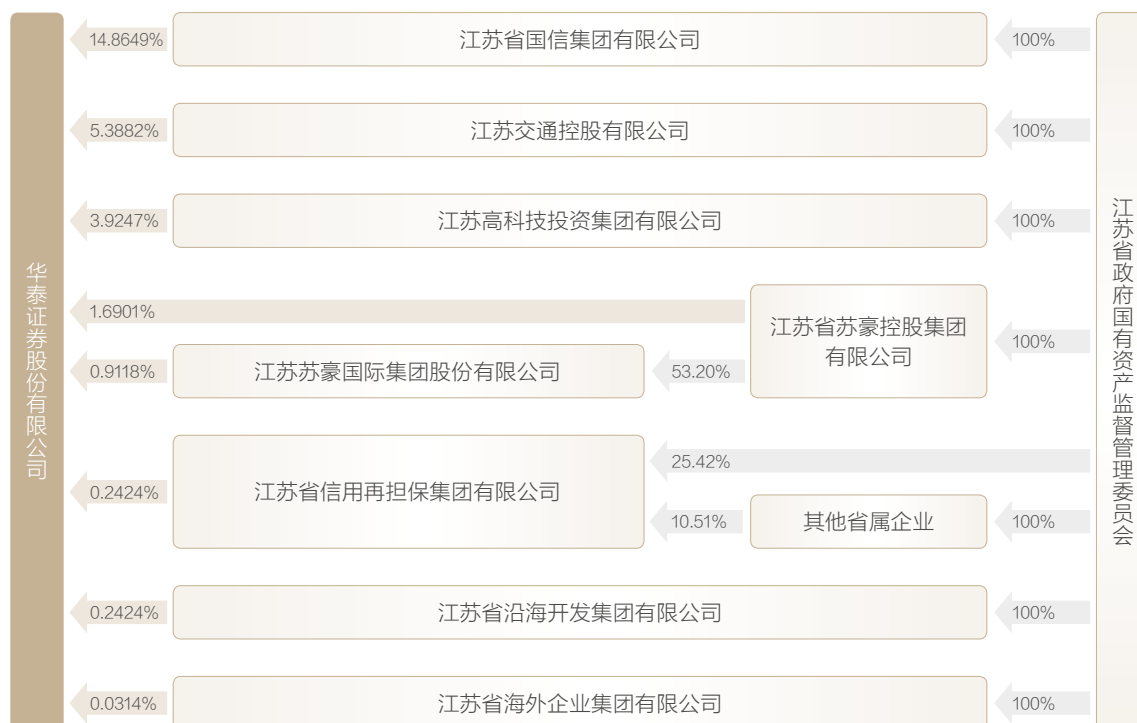 华泰证券股份有限公司
14.8649%
江苏省国信集团有限公司
100%
5.3882%
江苏交通控股有限公司
100%
3.9247%
江苏高科技投资集团有限公司
100%
1.6901%
江苏省苏豪控股集团
有限公司
100%
0.9118%
江苏苏豪国际集团股份有限公司
53.20%
0.2424%
江苏省信用再担保集团有限公司
25.42%
10.51%
其他省属企业
100%
0.2424%
江苏省沿海开发集团有限公司
100%
0.0314%
江苏省海外企业集团有限公司
100%
江苏省政府国有资产监督管理委员会